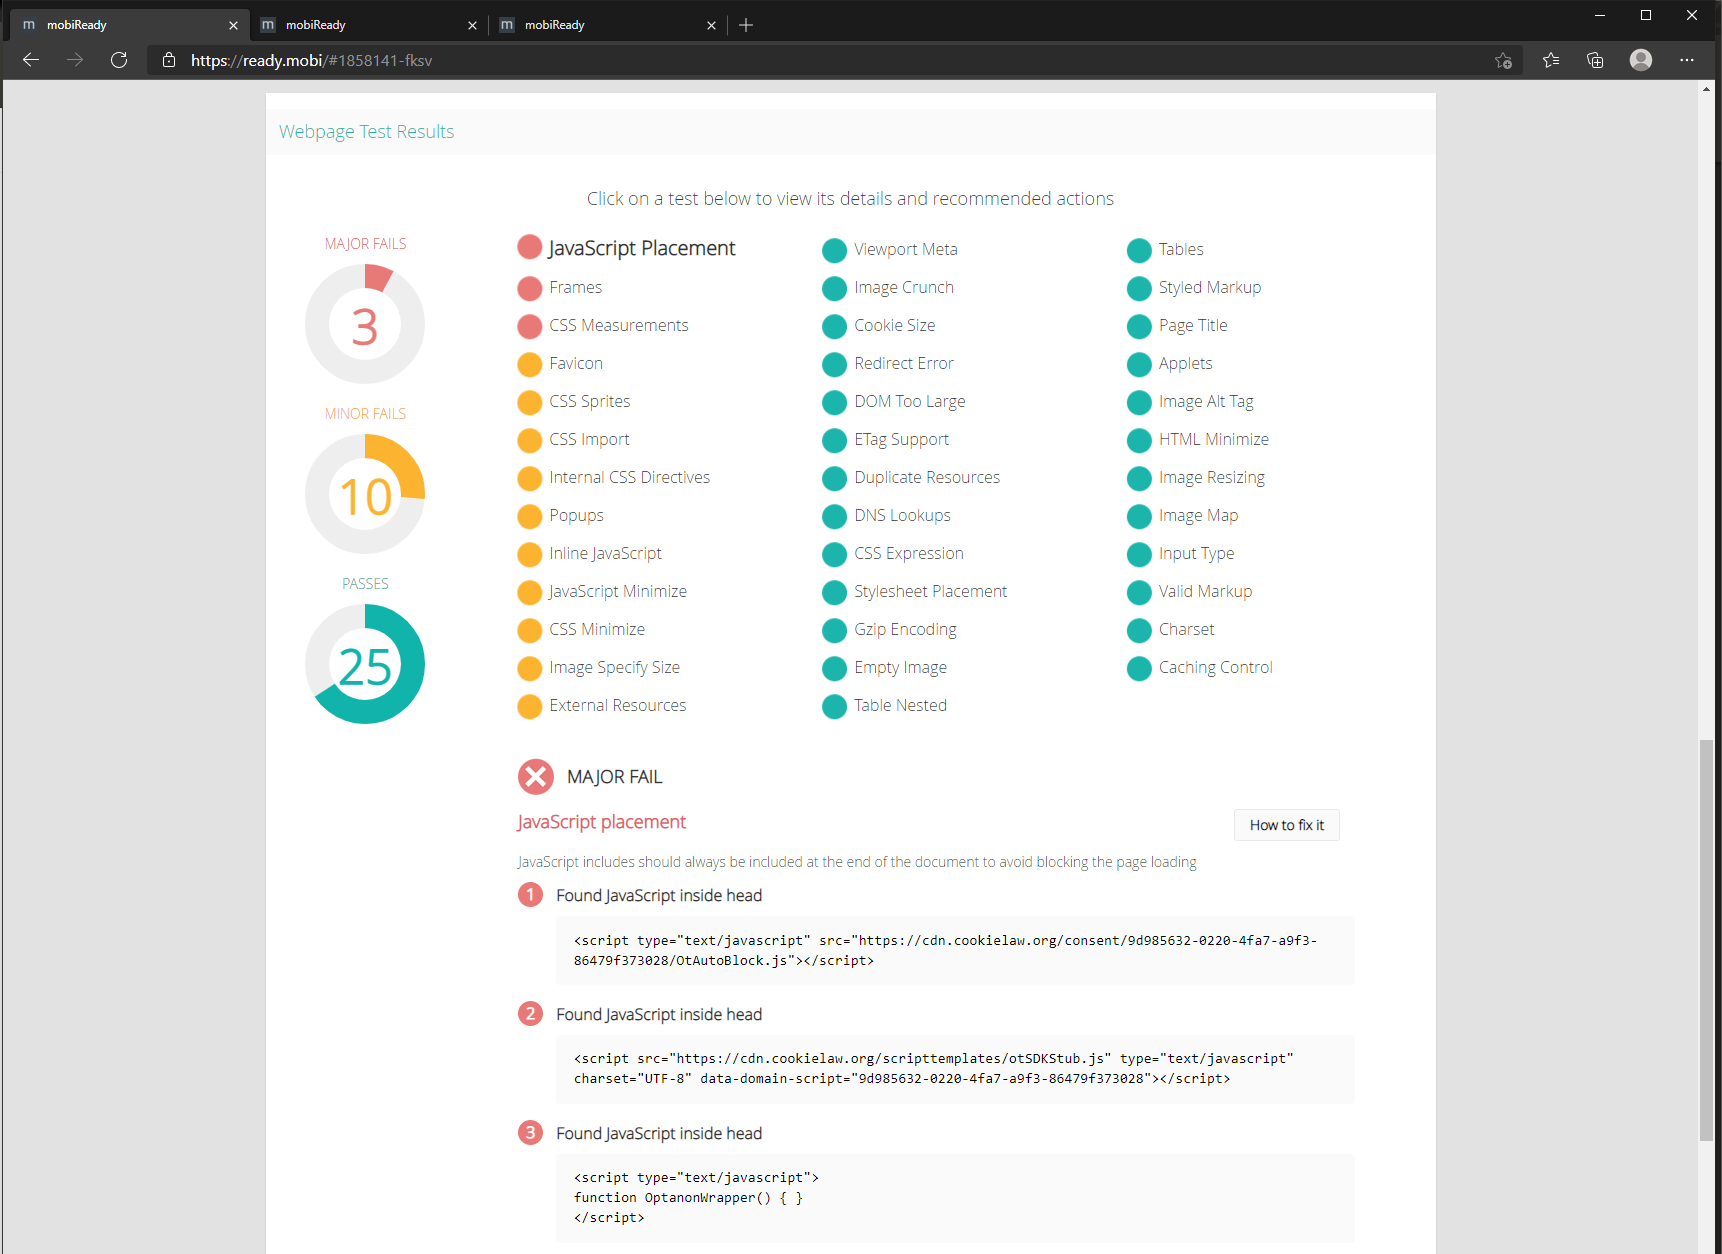 mobiReady
mobiReady
mobiReady
https://ready.mobi/#1858141-fksv
Webpage Test Results
Click on a test below to view its details and recommended actions
MAJOR FAILS
3
MINOR FAILS
10
PASSES
25
JavaScript Placement
Frames
CSS Measurements
Favicon
CSS Sprites
CSS Import
Internal CSS Directives
Popups
Inline JavaScript
JavaScript Minimize
CSS Minimize
Image Specify Size
External Resources
Viewport Meta
Image Crunch
Cookie Size
Redirect Error
DOM Too Large
ETag Support
Duplicate Resources
DNS Lookups
CSS Expression
Stylesheet Placement
Gzip Encoding
Empty Image
Table Nested
Tables
Styled Markup
Page Title
Applets
Image Alt Tag
HTML Minimize
Image Resizing
Image Map
Input Type
Valid Markup
Charset
Caching Control
MAJOR FAIL
JavaScript placement
How to fix it
JavaScript includes should always be included at the end of the document to avoid blocking the page loading
1 Found JavaScript inside head
<script type="text/javascript" src="https://cdn.cookielaw.org/consent/9d985632-0220-4fa7-a9f3-
86479f373028/OtAutoBlock.js"></script>
2 Found JavaScript inside head
<script src="https://cdn.cookielaw.org/scripttemplates/otSDKStub.js" type="text/javascript"
charset="UTF-8" data-domain-script="9d985632-0220-4fa7-a9f3-86479f373028"></script>
3 Found JavaScript inside head
<script type="text/javascript">
function OptanonWrapper() { }
</script>